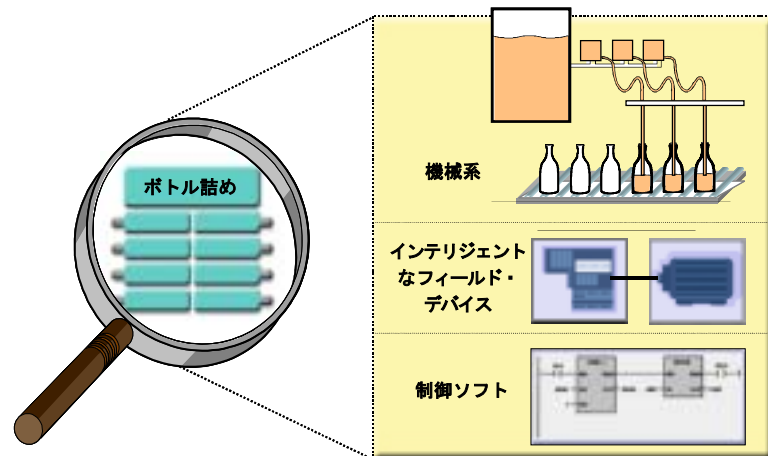 ボトル詰め
機械系
インテリジェント
なフィールド・
デバイス
制御ソフト